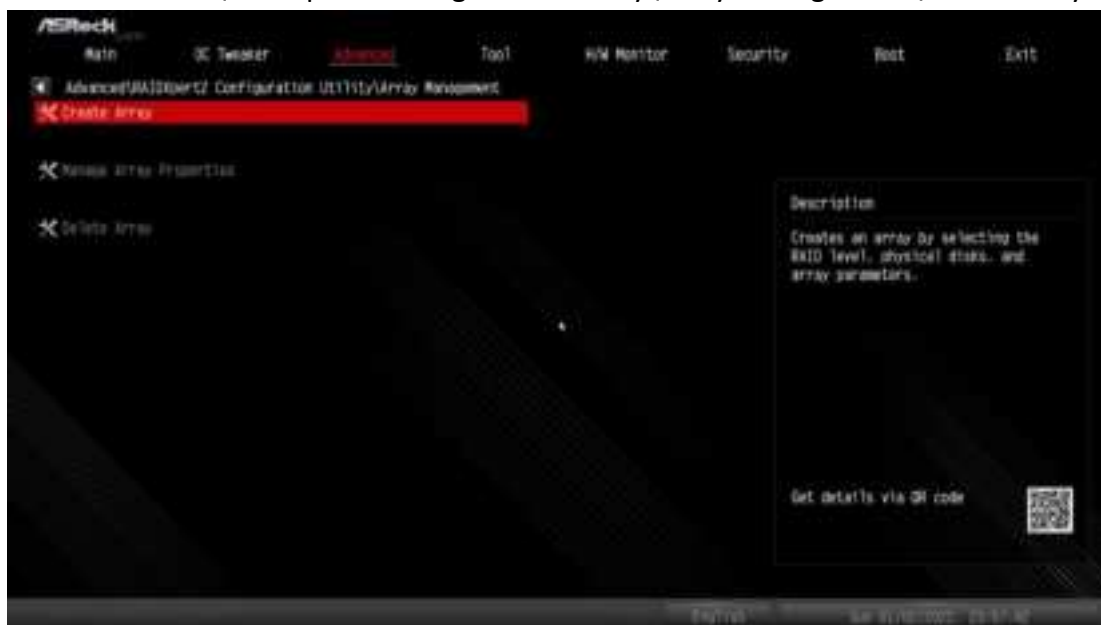 ASRock
Main OC Tweaker Advanced Tool H/W Monitor Security Boot Exit
Advanced\RAIDXpert2 Configuration Utility\Array Management
Create Array
Manage Array Properties
Delete Array
Description
Creates an array by selecting the
RAID level, physical disks, and
array parameters.
Get details via QR code
English